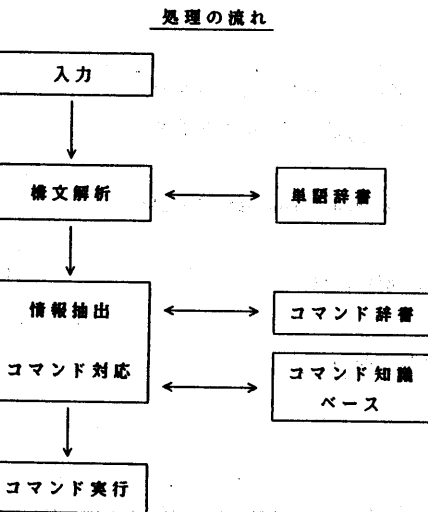 処理の流れ
入力
構文解析
単語辞書
情報抽出
コマンド辞書
コマンド対応
コマンド知識
ベース
コマンド実行